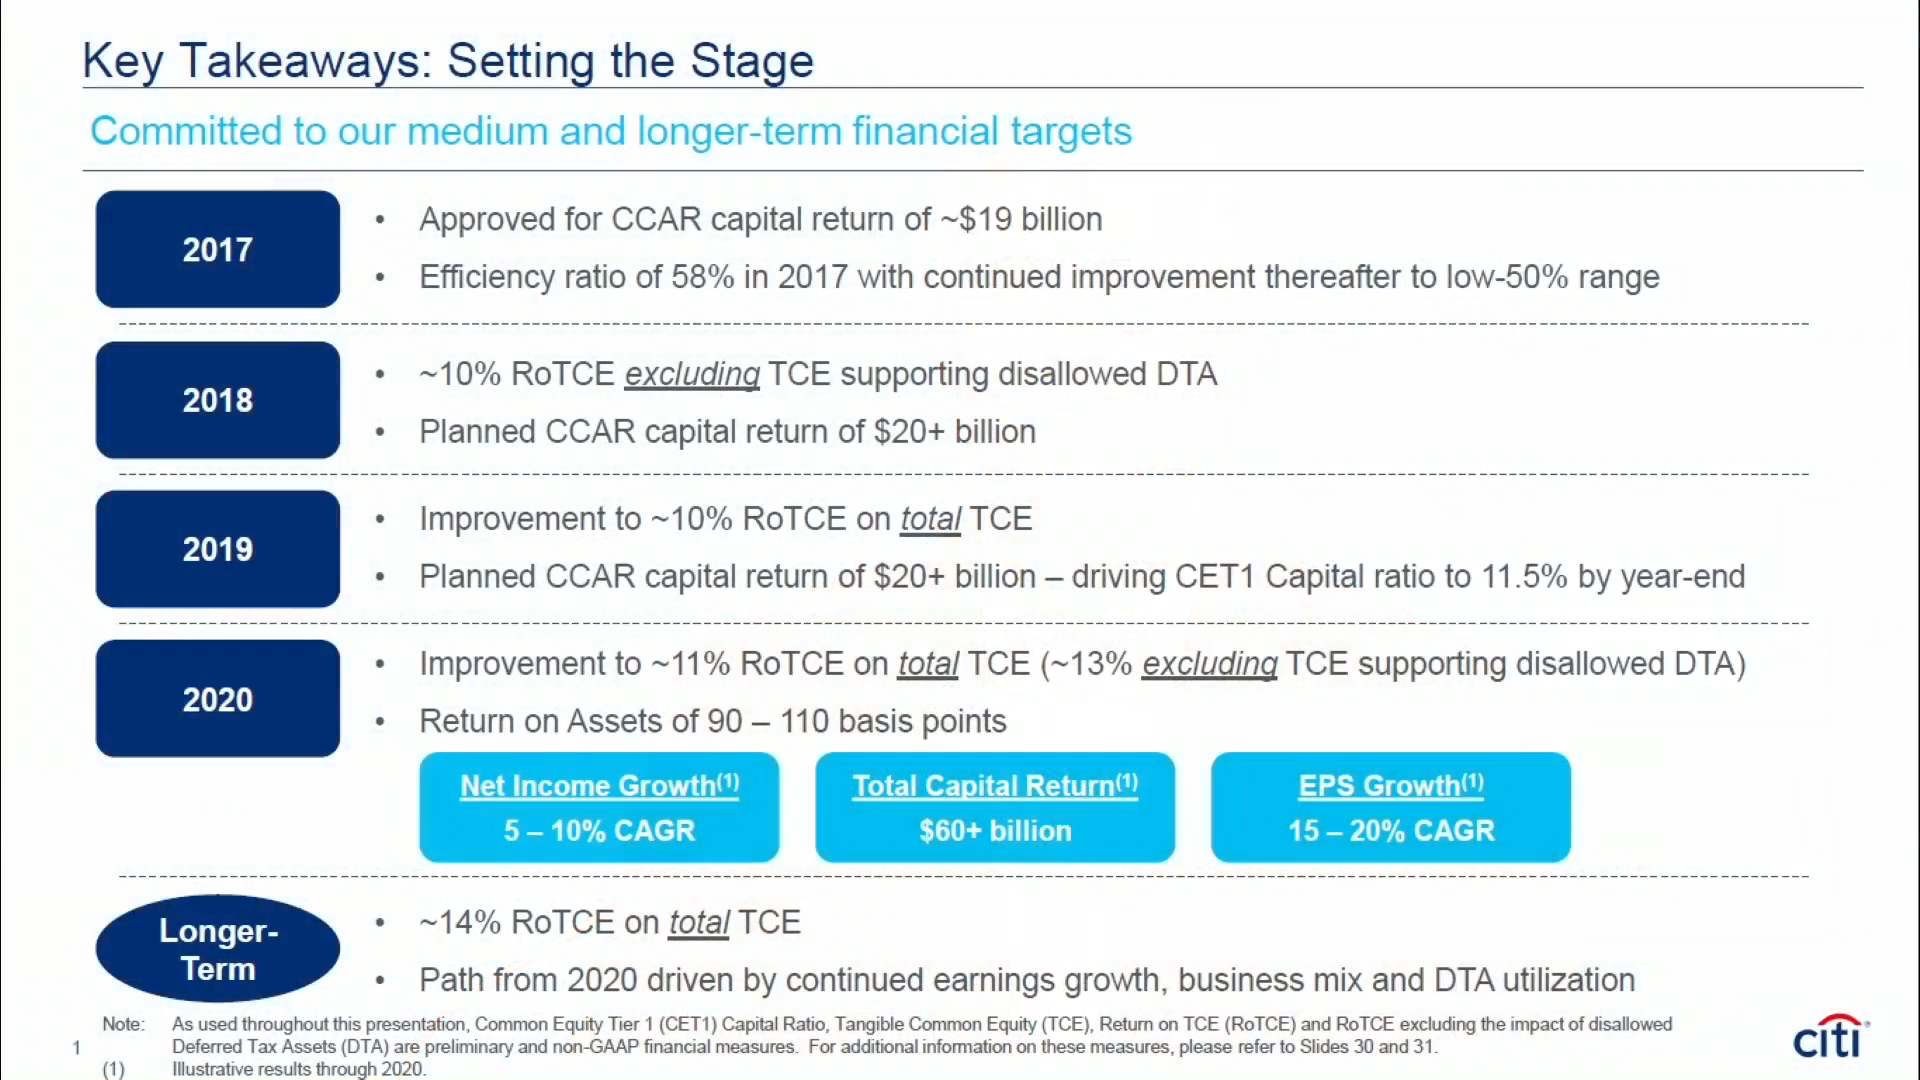 Key Takeaways: Setting the Stage
Committed to our medium and longer-term financial targets
2017
• Approved for CCAR capital return of ~$19 billion
• Efficiency ratio of 58% in 2017 with continued improvement thereafter to low-50% range
2018
• ~10% RoTCE excluding TCE supporting disallowed DTA
• Planned CCAR capital return of $20+ billion
2019
• Improvement to ~10% RoTCE on total TCE
• Planned CCAR capital return of $20+ billion – driving CET1 Capital ratio to 11.5% by year-end
2020
• Improvement to ~11% RoTCE on total TCE (~13% excluding TCE supporting disallowed DTA)
• Return on Assets of 90 – 110 basis points
Net Income Growth(1)
5 – 10% CAGR
Total Capital Return(1)
$60+ billion
EPS Growth(1)
15 – 20% CAGR
Longer-
Term
• ~14% RoTCE on total TCE
• Path from 2020 driven by continued earnings growth, business mix and DTA utilization
Note: As used throughout this presentation, Common Equity Tier 1 (CET1) Capital Ratio, Tangible Common Equity (TCE), Return on TCE (RoTCE) and RoTCE excluding the impact of disallowed
Deferred Tax Assets (DTA) are preliminary and non-GAAP financial measures. For additional information on these measures, please refer to Slides 30 and 31.
(1) Illustrative results through 2020.
1
citi